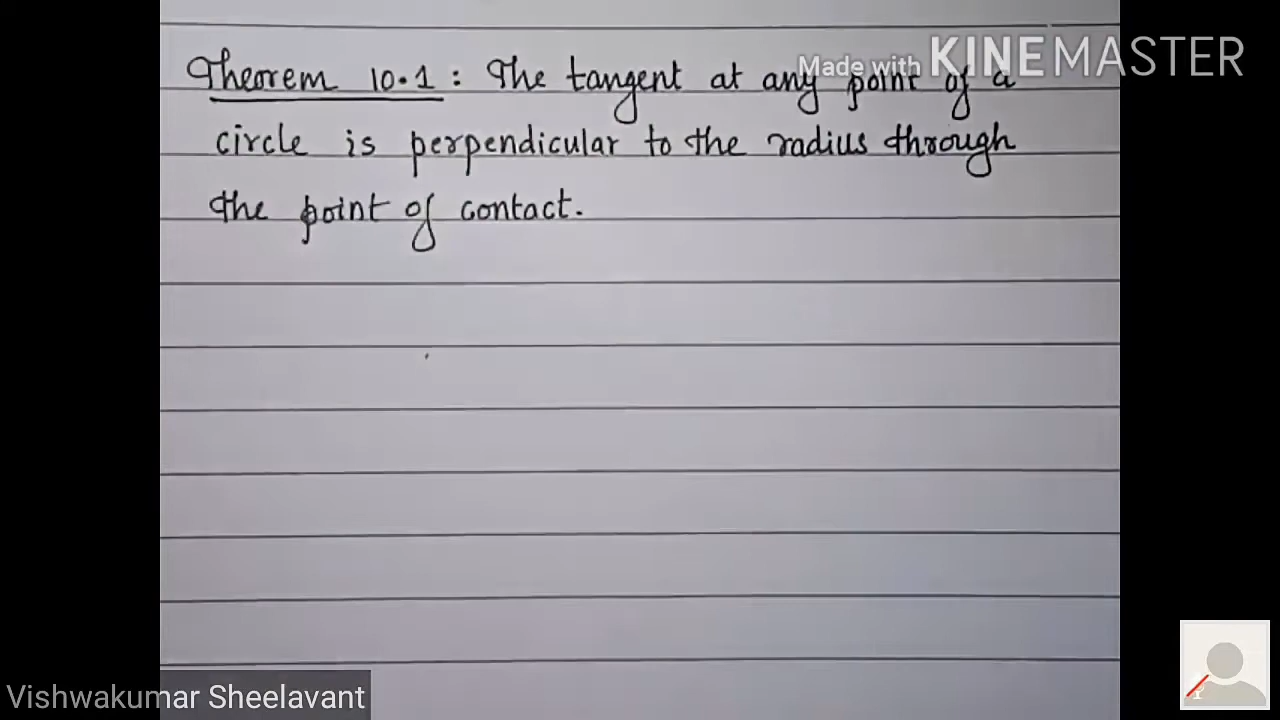 Made with KINEMASTER
Theorem 10.1 : The tangent at any point of a
circle is perpendicular to the radius through
the point of contact.
Vishwakumar Sheelavant